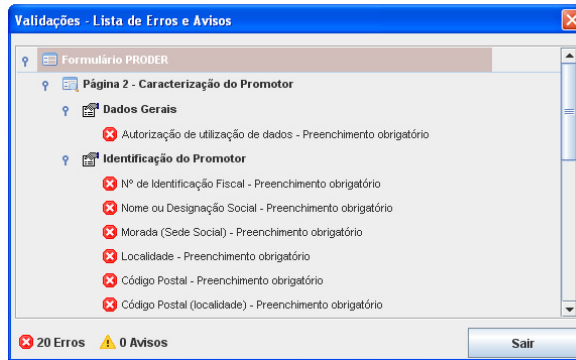 Validações - Lista de Erros e Avisos
Formulário PRODER
Página 2 - Caracterização do Promotor
Dados Gerais
Autorização de utilização de dados - Preenchimento obrigatório
Identificação do Promotor
Nº de Identificação Fiscal - Preenchimento obrigatório
Nome ou Designação Social - Preenchimento obrigatório
Morada (Sede Social) - Preenchimento obrigatório
Localidade - Preenchimento obrigatório
Código Postal - Preenchimento obrigatório
Código Postal (localidade) - Preenchimento obrigatório
20 Erros 0 Avisos Sair